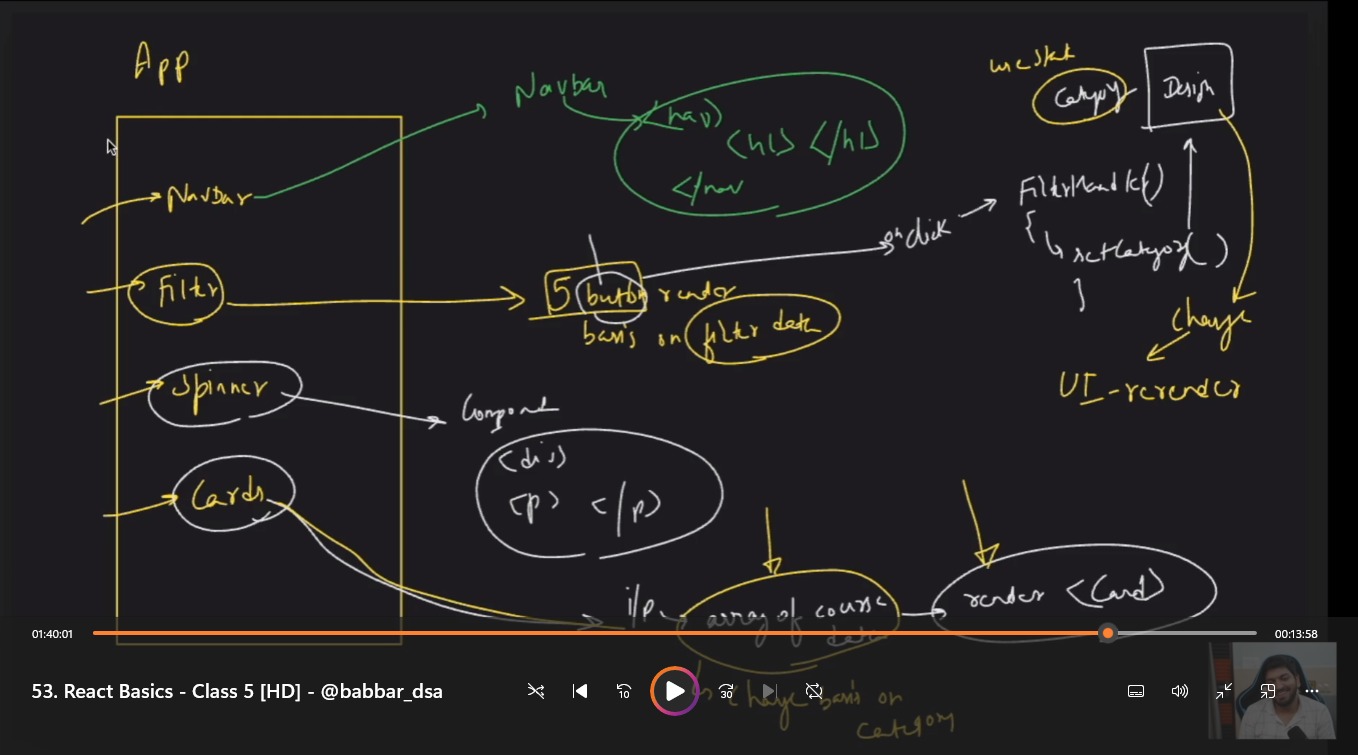 App
Navbar
Filter
Spinner
Cards
Navbar
<nav>
<h1> </h1>
</nav
5 button render
basis on filter data
onclick
useState
Category
Design
FilterHandler()
{
setCategory( )
}
change
UI-rerender
Component
<div>
<p> </p>
i/p
array of course
data
render <Card>
change basis on
category
01:40:01
00:13:58
53. React Basics - Class 5 [HD] - @babbar_dsa
10
30